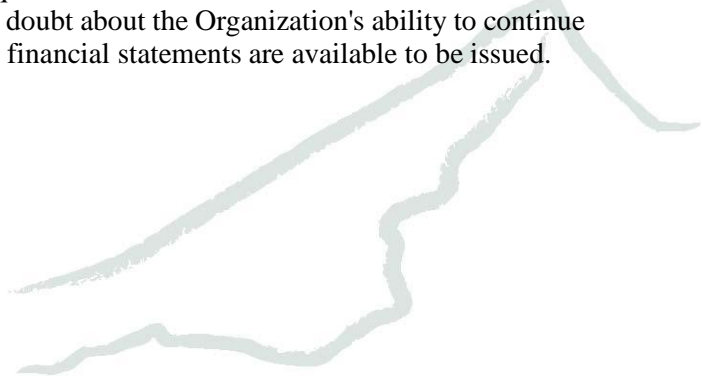 doubt about the Organization's ability to continue
financial statements are available to be issued.